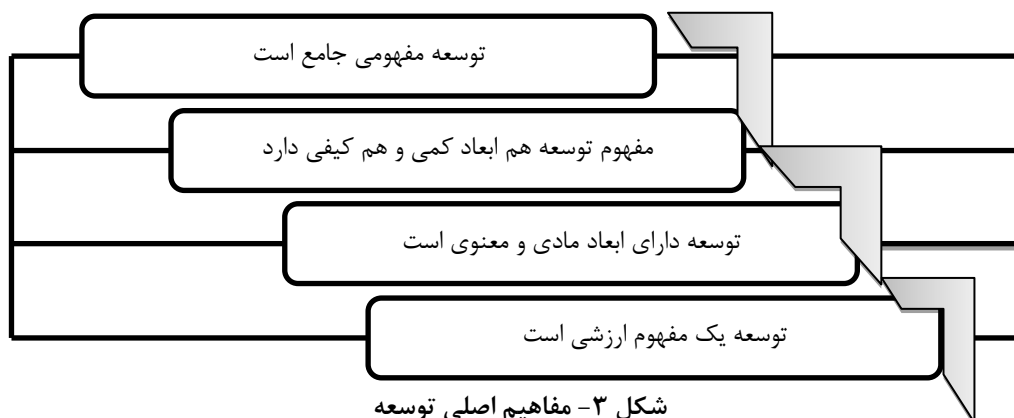 توسعه مفهومی جامع است
مفهوم توسعه هم ابعاد کمی و هم کیفی دارد
توسعه دارای ابعاد مادی و معنوی است
توسعه یک مفهوم ارزشی است
شکل ۳- مفاهیم اصلی توسعه